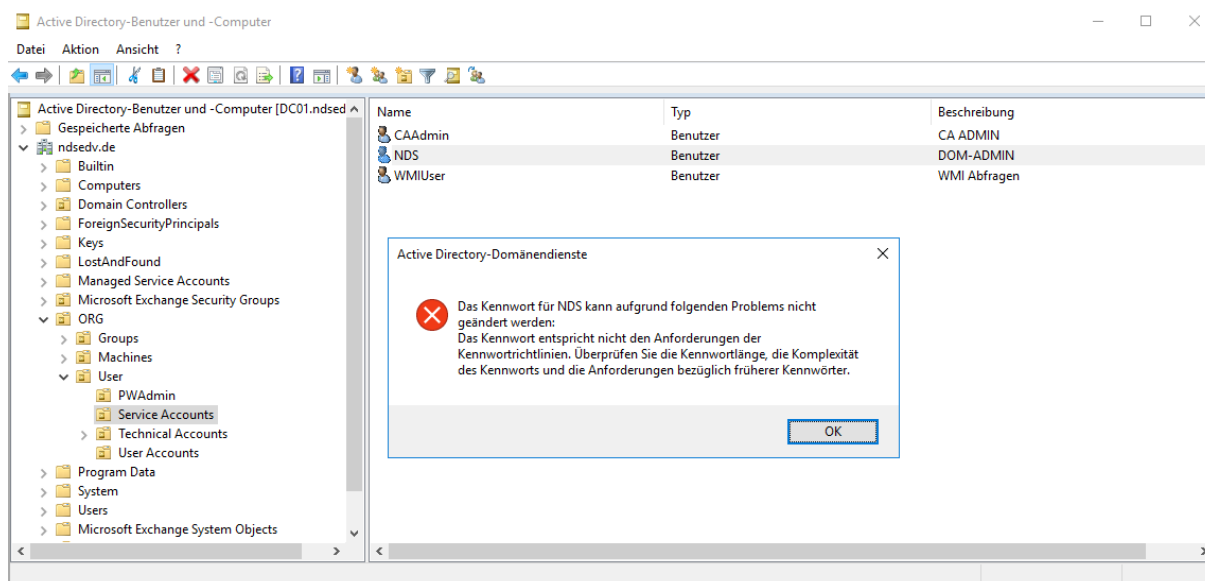 Active Directory-Benutzer und -Computer
Datei Aktion Ansicht ?
Active Directory-Benutzer und -Computer [DC01.ndsed
Gespeicherte Abfragen
ndsedv.de
Builtin
Computers
Domain Controllers
ForeignSecurityPrincipals
Keys
LostAndFound
Managed Service Accounts
Microsoft Exchange Security Groups
ORG
Groups
Machines
User
PWAdmin
Service Accounts
Technical Accounts
User Accounts
Program Data
System
Users
Microsoft Exchange System Objects
Name Typ Beschreibung
CAAdmin Benutzer CA ADMIN
NDS Benutzer DOM-ADMIN
WMIUser Benutzer WMI Abfragen
Active Directory-Domänendienste
Das Kennwort für NDS kann aufgrund folgenden Problems nicht
geändert werden:
Das Kennwort entspricht nicht den Anforderungen der
Kennwortrichtlinien. Überprüfen Sie die Kennwortlänge, die Komplexität
des Kennworts und die Anforderungen bezüglich früherer Kennwörter.
OK